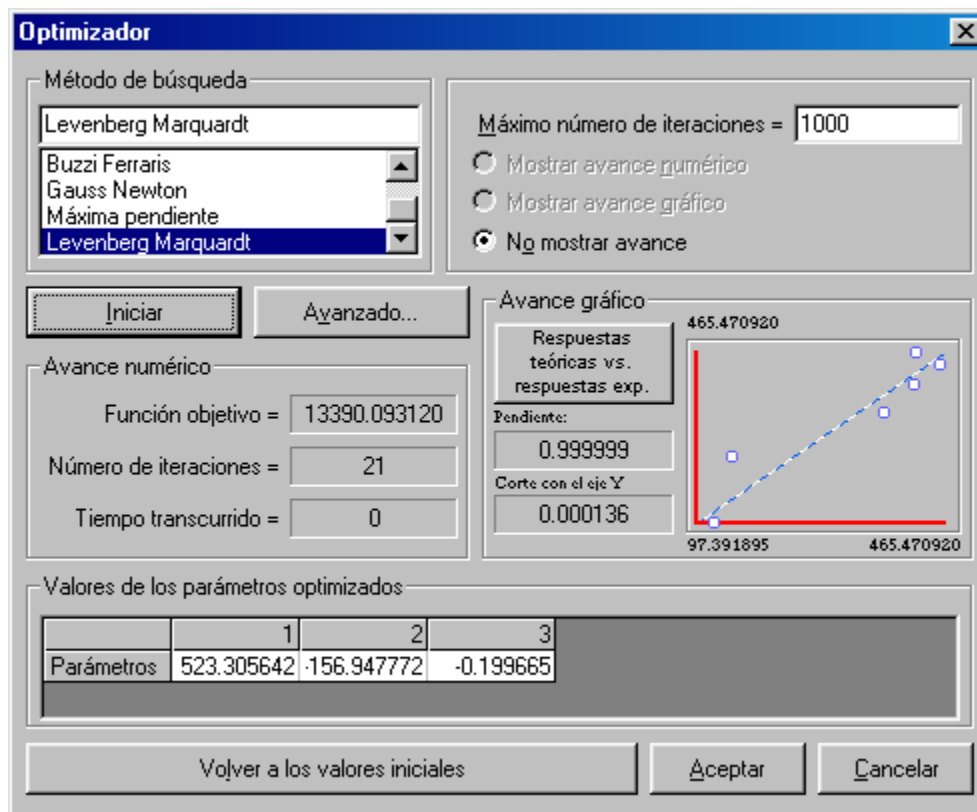 Optimizador
Método de búsqueda
Levenberg Marquardt
Buzzi Ferraris
Gauss Newton
Máxima pendiente
Levenberg Marquardt
Máximo número de iteraciones = 1000
Mostrar avance numérico
Mostrar avance gráfico
No mostrar avance
Iniciar
Avanzado...
Avance numérico
Función objetivo = 13390.093120
Número de iteraciones = 21
Tiempo transcurrido = 0
Avance gráfico
Respuestas
teóricas vs.
respuestas exp.
Pendiente:
0.999999
Corte con el eje Y
0.000136
465.470920
97.391895 465.470920
Valores de los parámetros optimizados
1 2 3
Parámetros 523.305642 -156.947772 -0.199665
Volver a los valores iniciales
Aceptar
Cancelar